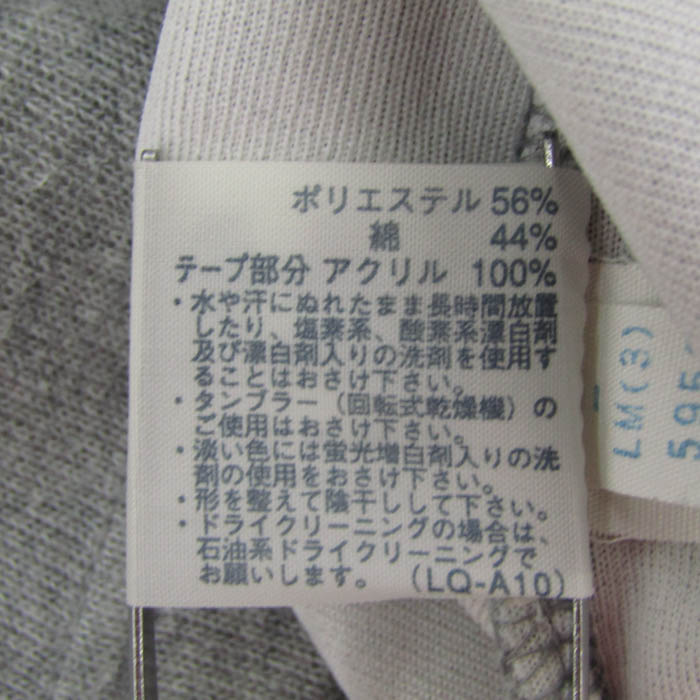 ポリエステル 56%
綿 44%
テープ部分 アクリル 100%
・水や汗にぬれたまま長時間放置
したり、塩素系、酸素系漂白剤
及び漂白剤入りの洗剤を使用す
ることはおさけ下さい。
・タンブラー（回転式乾燥機）の
ご使用はおさけ下さい。
・淡い色には蛍光増白剤入りの洗
剤の使用をおさけ下さい。
・形を整えて陰干しして下さい。
・ドライクリーニングの場合は、
石油系ドライクリーニングで
お願いします。 (LQ-A10)
LM(3)
595